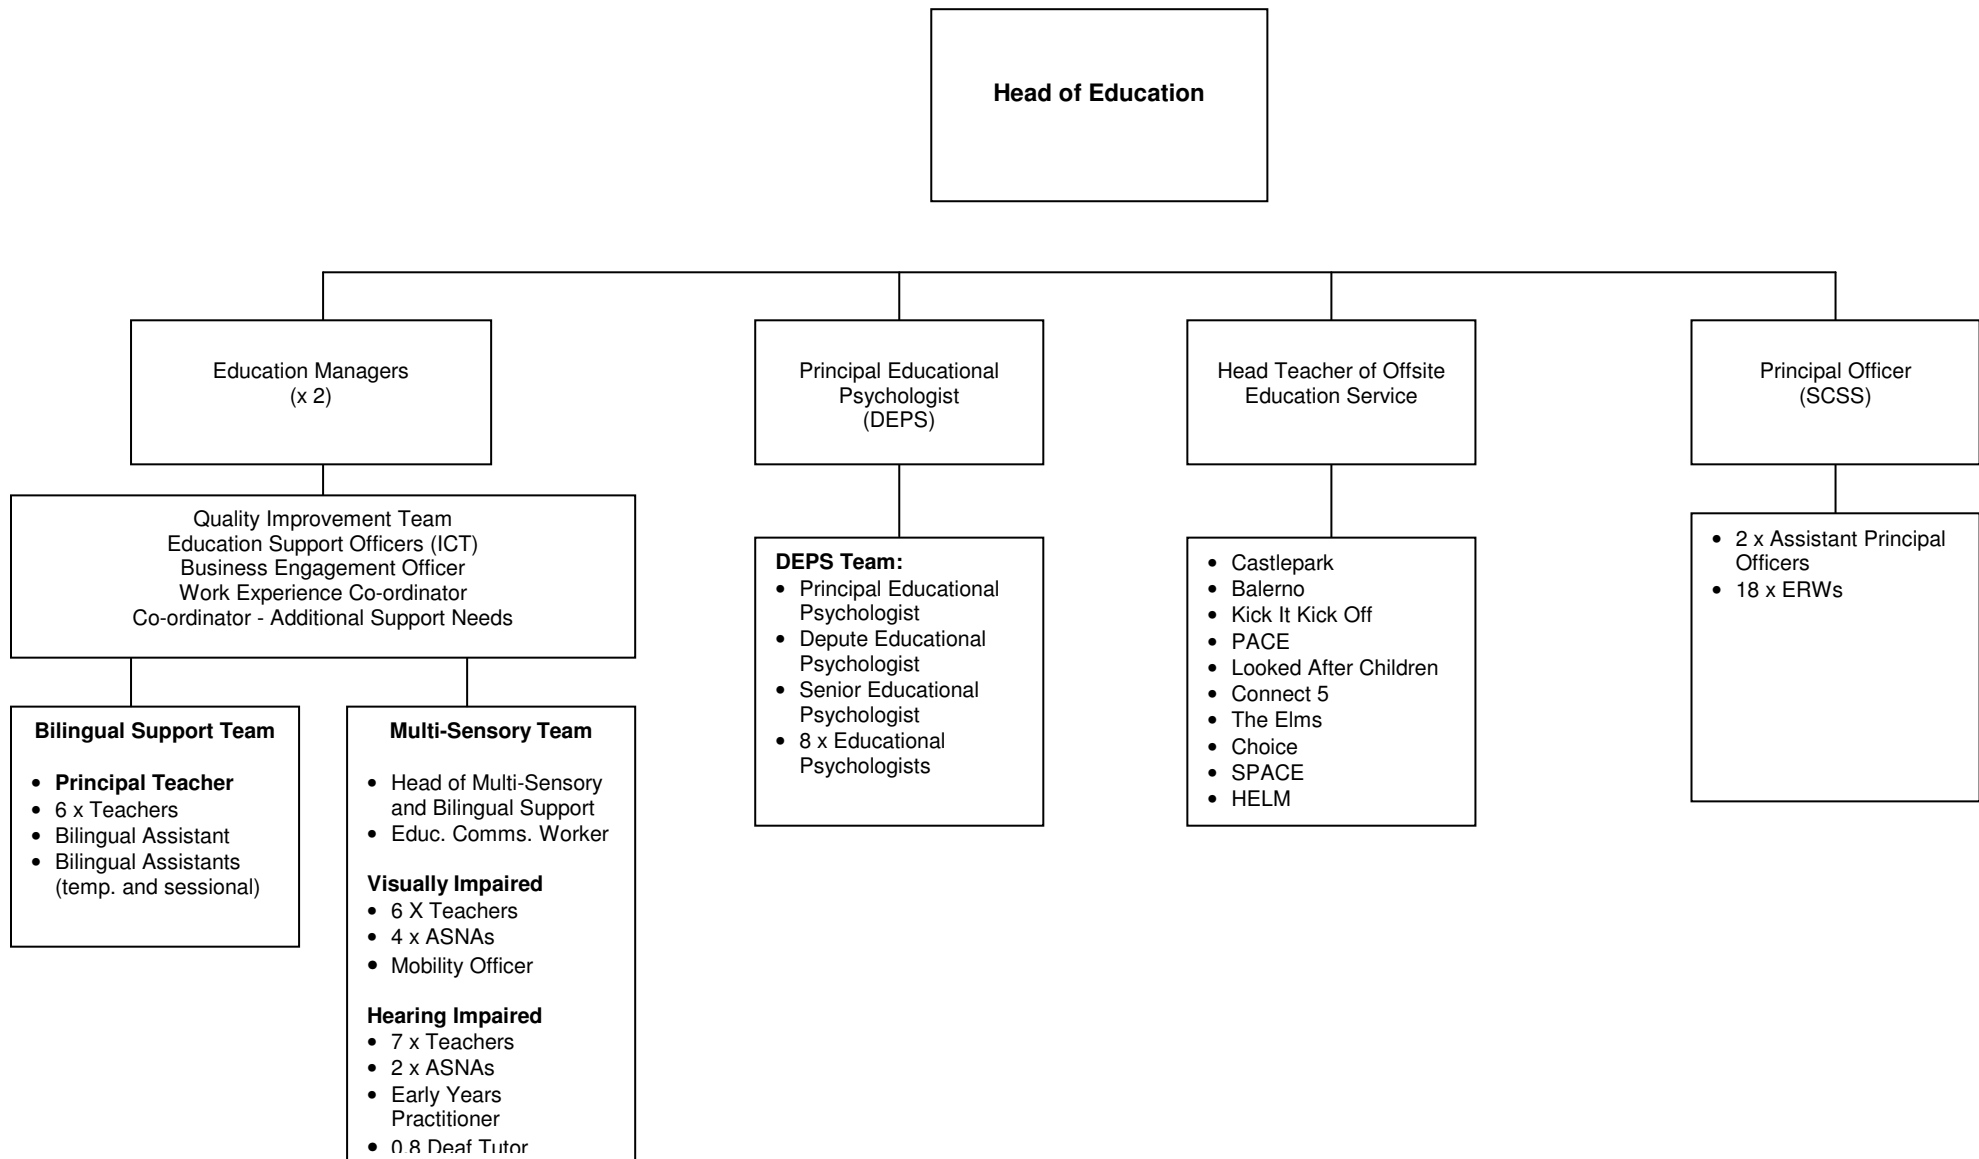 Head of Education
Education Managers
(x 2)
Principal Educational
Psychologist
(DEPS)
Head Teacher of Offsite
Education Service
Principal Officer
(SCSS)
Quality Improvement Team
Education Support Officers (ICT)
Business Engagement Officer
Work Experience Co-ordinator
Co-ordinator - Additional Support Needs
DEPS Team:
• Principal Educational
Psychologist
• Depute Educational
Psychologist
• Senior Educational
Psychologist
• 8 x Educational
Psychologists
• Castlepark
• Balerno
• Kick It Kick Off
• PACE
• Looked After Children
• Connect 5
• The Elms
• Choice
• SPACE
• HELM
• 2 x Assistant Principal
Officers
• 18 x ERWs
Bilingual Support Team
• Principal Teacher
• 6 x Teachers
• Bilingual Assistant
• Bilingual Assistants
(temp. and sessional)
Multi-Sensory Team
• Head of Multi-Sensory
and Bilingual Support
• Educ. Comms. Worker
Visually Impaired
• 6 X Teachers
• 4 x ASNAs
• Mobility Officer
Hearing Impaired
• 7 x Teachers
• 2 x ASNAs
• Early Years
Practitioner
• 0.8 Deaf Tutor